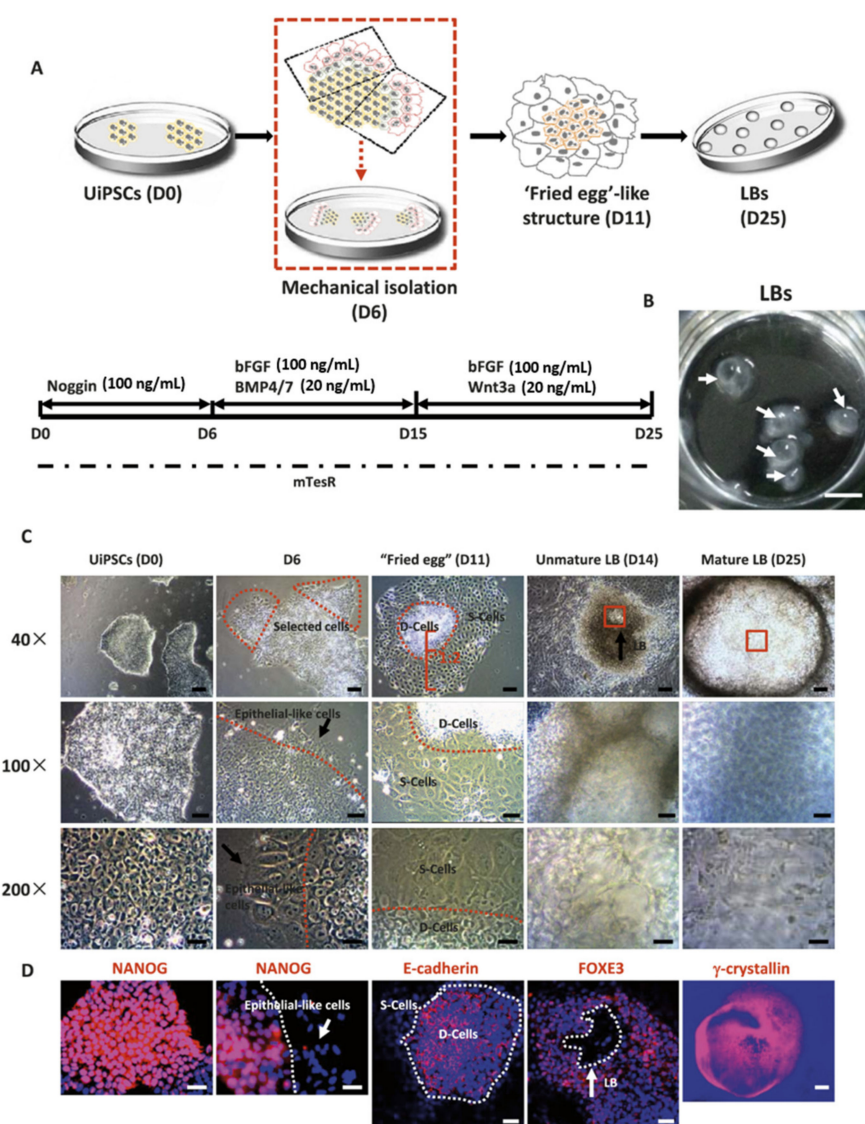 A
UiPSCs (D0)
Mechanical isolation
(D6)
'Fried egg'-like
structure (D11)
LBs
(D25)
B
LBs
Noggin (100 ng/mL)
bFGF (100 ng/mL)
BMP4/7 (20 ng/mL)
bFGF (100 ng/mL)
Wnt3a (20 ng/mL)
D0
D6
D15
D25
mTesR
C
UiPSCs (D0)
D6
"Fried egg" (D11)
Unmature LB (D14)
Mature LB (D25)
40×
Selected cells
D-Cells
S-Cells
1:2
LB
100×
Epithelial-like cells
D-Cells
S-Cells
200×
Epithelial-like
cells
S-Cells
D-Cells
D
NANOG
NANOG
E-cadherin
FOXE3
γ-crystallin
Epithelial-like cells
S-Cells
D-Cells
LB